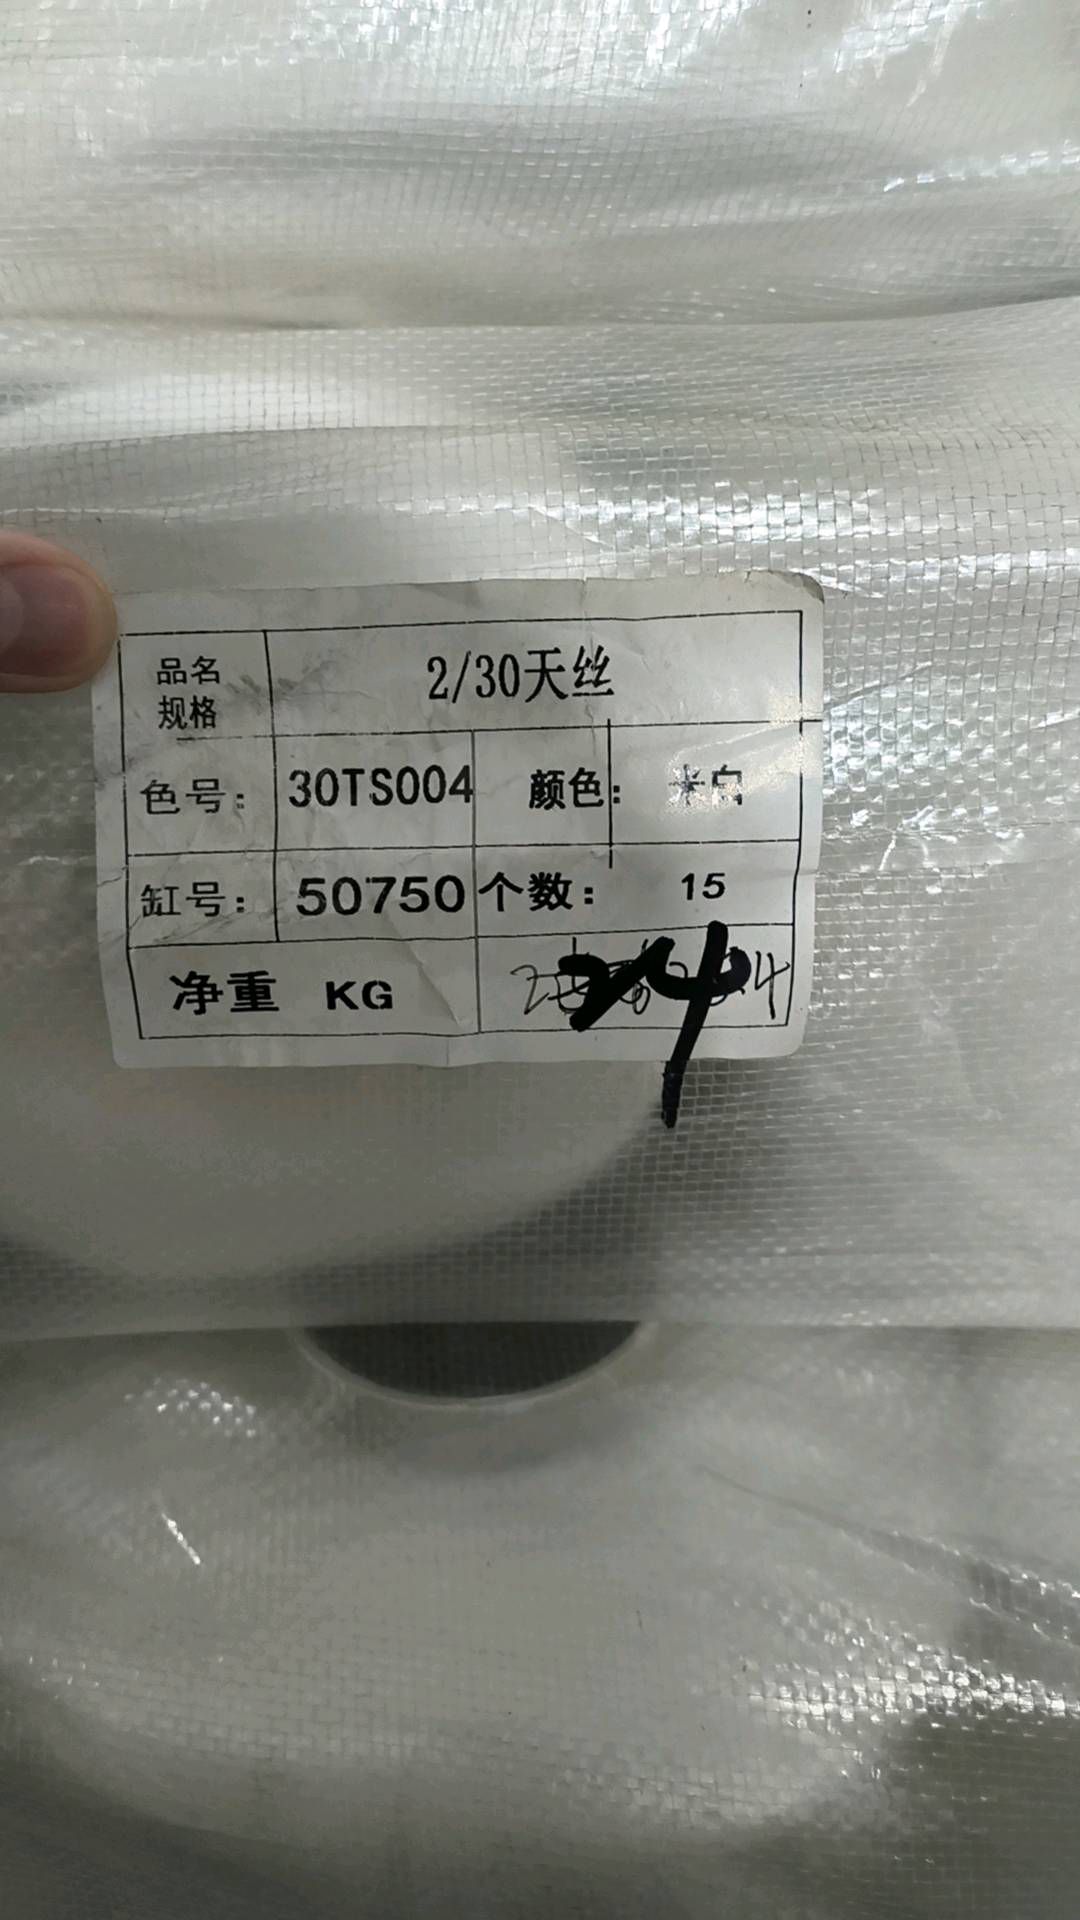 品名 2/30天丝
规格
色号: 30TS004 颜色: 米白
缸号: 50750 个数: 15
净重 KG